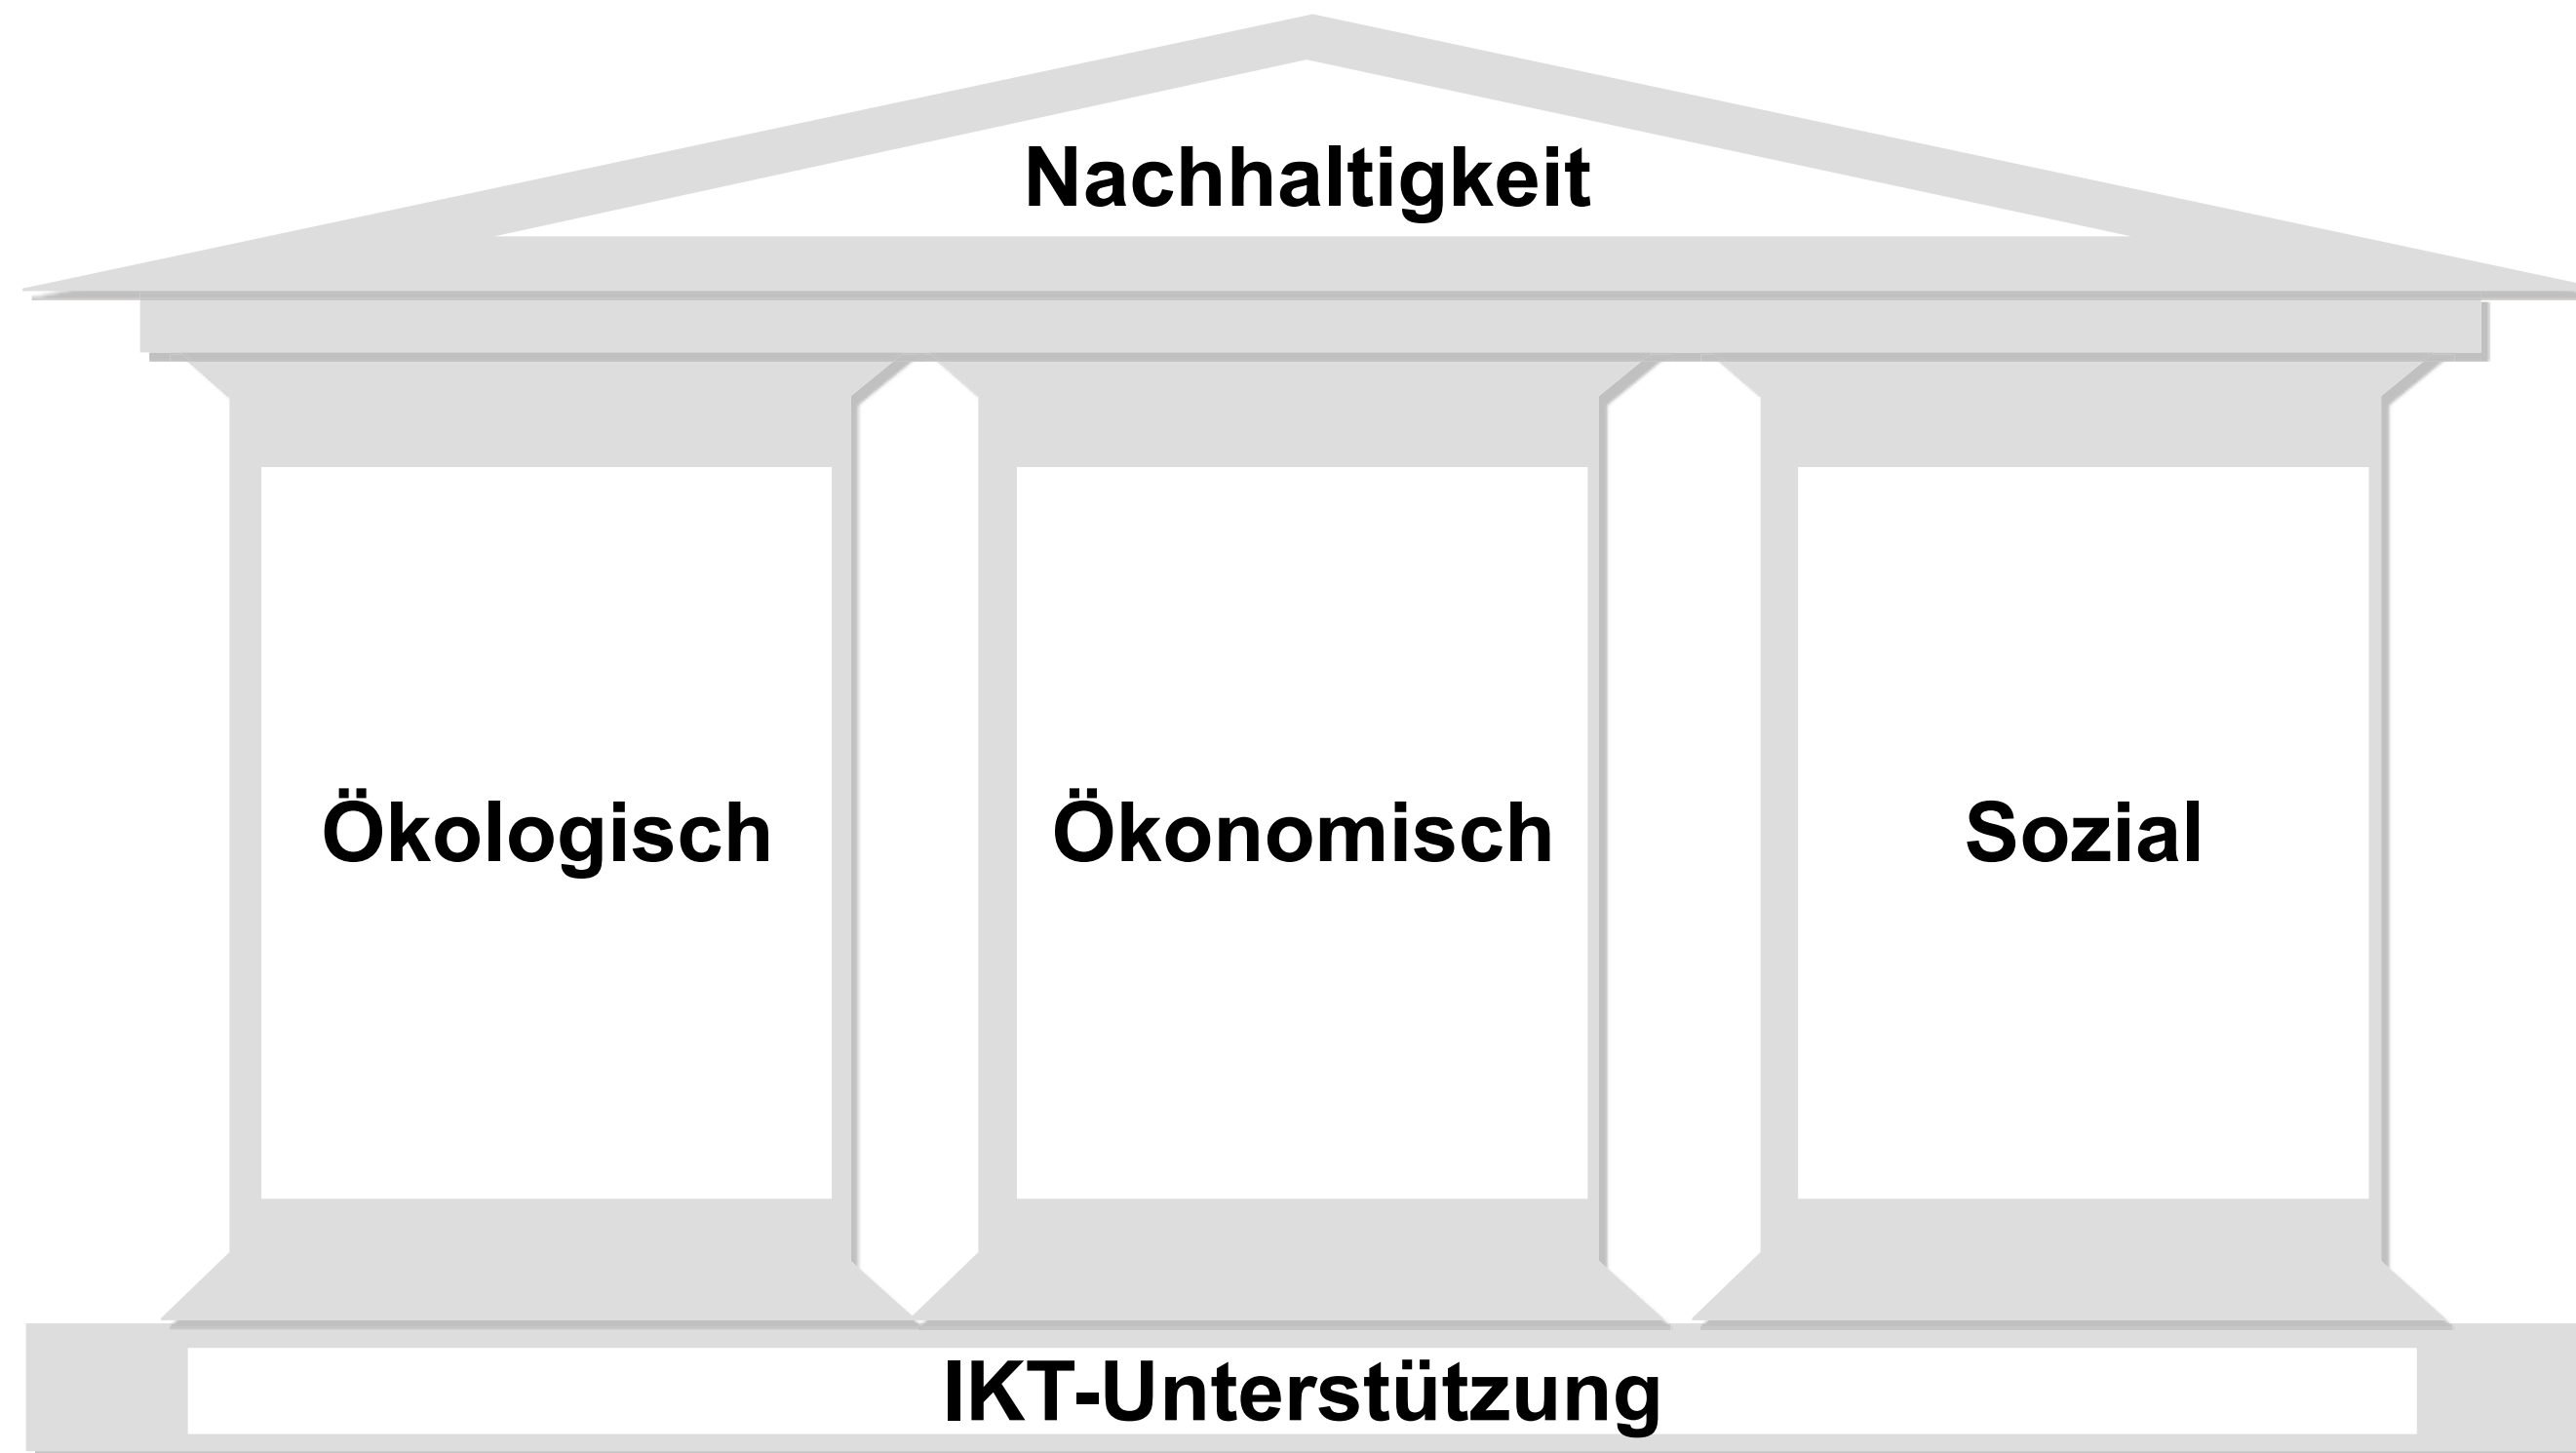 Nachhaltigkeit
Ökologisch
Ökonomisch
Sozial
IKT-Unterstützung